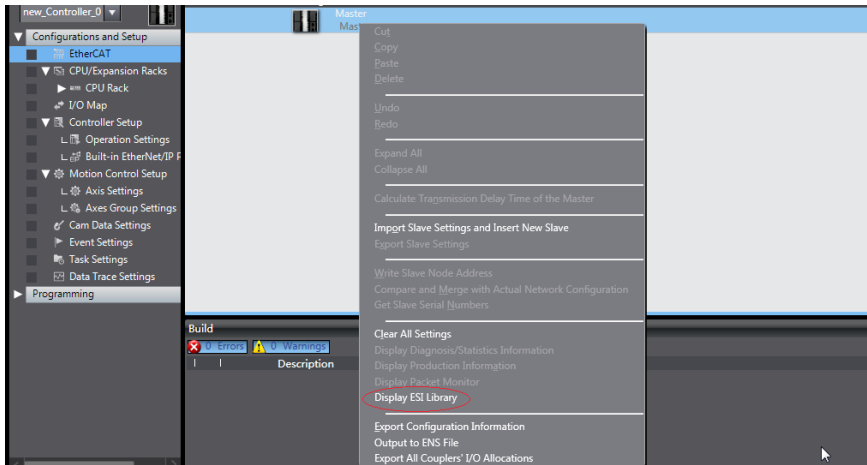 new_Controller_0
Configurations and Setup
EtherCAT
CPU/Expansion Racks
CPU Rack
I/O Map
Controller Setup
Operation Settings
Built-in EtherNet/IP P
Motion Control Setup
Axis Settings
Axes Group Settings
Cam Data Settings
Event Settings
Task Settings
Data Trace Settings
Programming
Master
Mast
Cut
Copy
Paste
Delete
Undo
Redo
Expand All
Collapse All
Calculate Transmission Delay Time of the Master
Import Slave Settings and Insert New Slave
Export Slave Settings
Write Slave Node Address
Compare and Merge with Actual Network Configuration
Get Slave Serial Numbers
Clear All Settings
Display Diagnosis/Statistics Information
Display Production Information
Display Packet Monitor
Display ESI Library
Export Configuration Information
Output to ENS File
Export All Couplers' I/O Allocations
Build
0 Errors 0 Warnings
Description